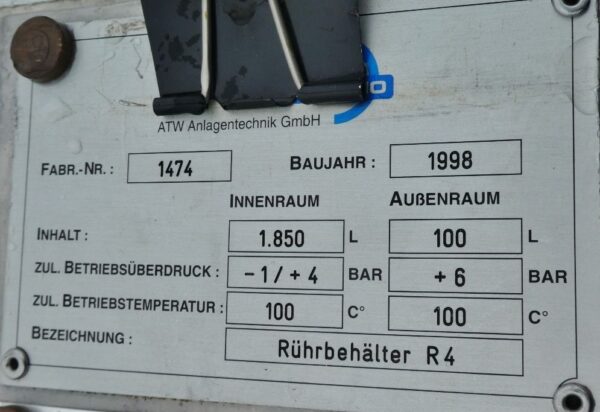 ATW Anlagentechnik GmbH
FABR.-NR.: 1474 BAUJAHR: 1998
INNENRAUM AUßENRAUM
INHALT: 1.850 L 100 L
ZUL. BETRIEBSÜBERDRUCK: -1/+4 BAR +6 BAR
ZUL. BETRIEBSTEMPERATUR: 100 C° 100 C°
BEZEICHNUNG: Rührbehälter R4